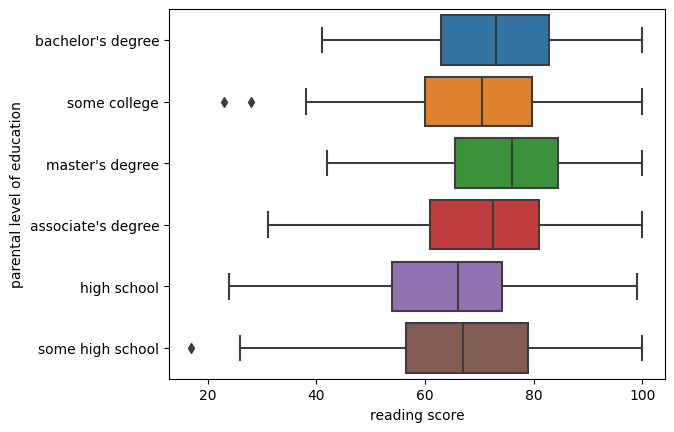 parental level of education
bachelor's degree
some college
master's degree
associate's degree
high school
some high school
20 40 60 80 100
reading score